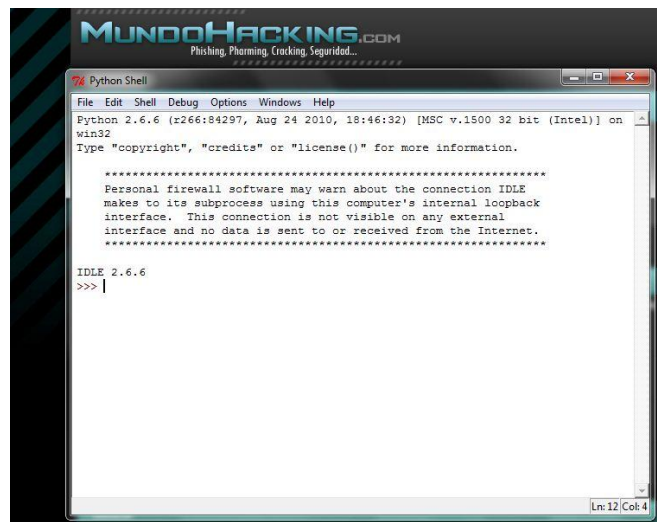 MUNDOHACKING.COM
Phishing, Pharming, Cracking, Seguridad...
Python Shell
File Edit Shell Debug Options Windows Help
Python 2.6.6 (r266:84297, Aug 24 2010, 18:46:32) [MSC v.1500 32 bit (Intel)] on
win32
Type "copyright", "credits" or "license()" for more information.
****************************************************************
Personal firewall software may warn about the connection IDLE
makes to its subprocess using this computer's internal loopback
interface.  This connection is not visible on any external
interface and no data is sent to or received from the Internet.
****************************************************************
IDLE 2.6.6
>>>
Ln: 12 Col: 4